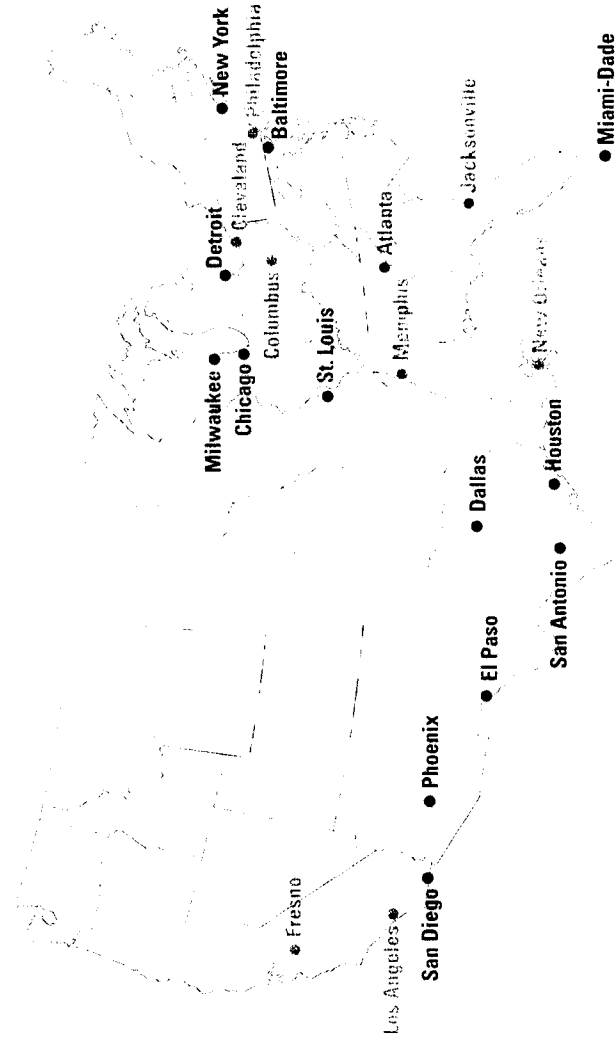 New York
Philadelphia
Baltimore
Cleveland
Detroit
Columbus
Milwaukee
Chicago
St. Louis
Memphis
Atlanta
Jacksonville
Miami-Dade
New Orleans
Houston
San Antonio
Dallas
El Paso
Phoenix
San Diego
Los Angeles
Fresno